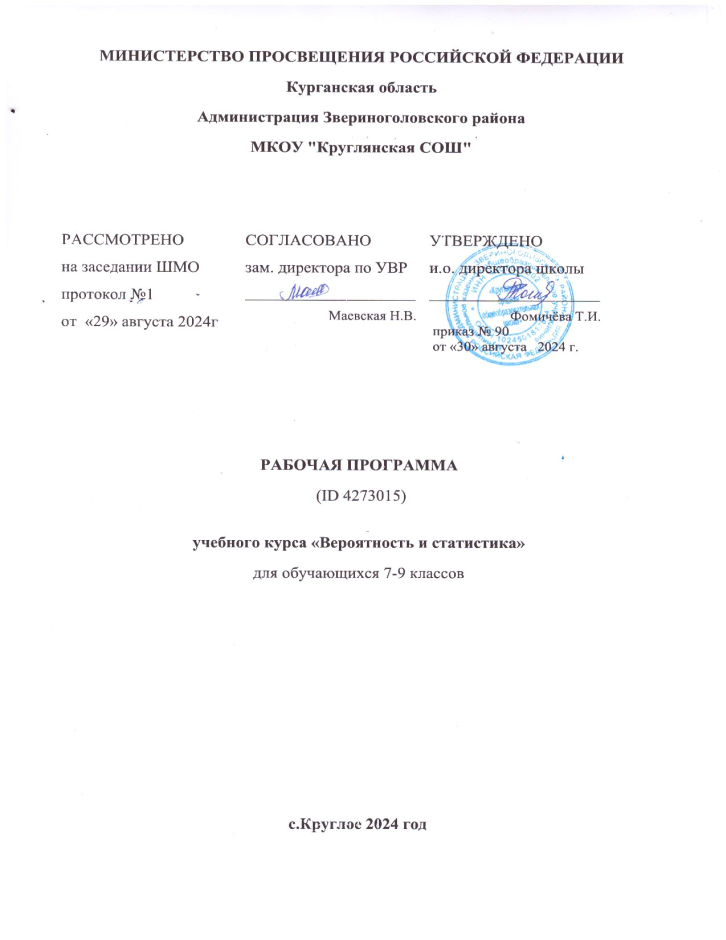 МИНИСТЕРСТВО ПРОСВЕЩЕНИЯ РОССИЙСКОЙ ФЕДЕРАЦИИ
Курганская область
Администрация Звериноголовского района
МКОУ "Круглянская СОШ"
РАССМОТРЕНО
на заседании ШМО
протокол №1
от «29» августа 2024г
СОГЛАСОВАНО
зам. директора по УВР
Маевская Н.В.
УТВЕРЖДЕНО
и.о. директора школы
Фомичёва Т.И.
приказ № 90
от «30» августа 2024 г.
РАБОЧАЯ ПРОГРАММА
(ID 4273015)
учебного курса «Вероятность и статистика»
для обучающихся 7-9 классов
с.Круглое 2024 год